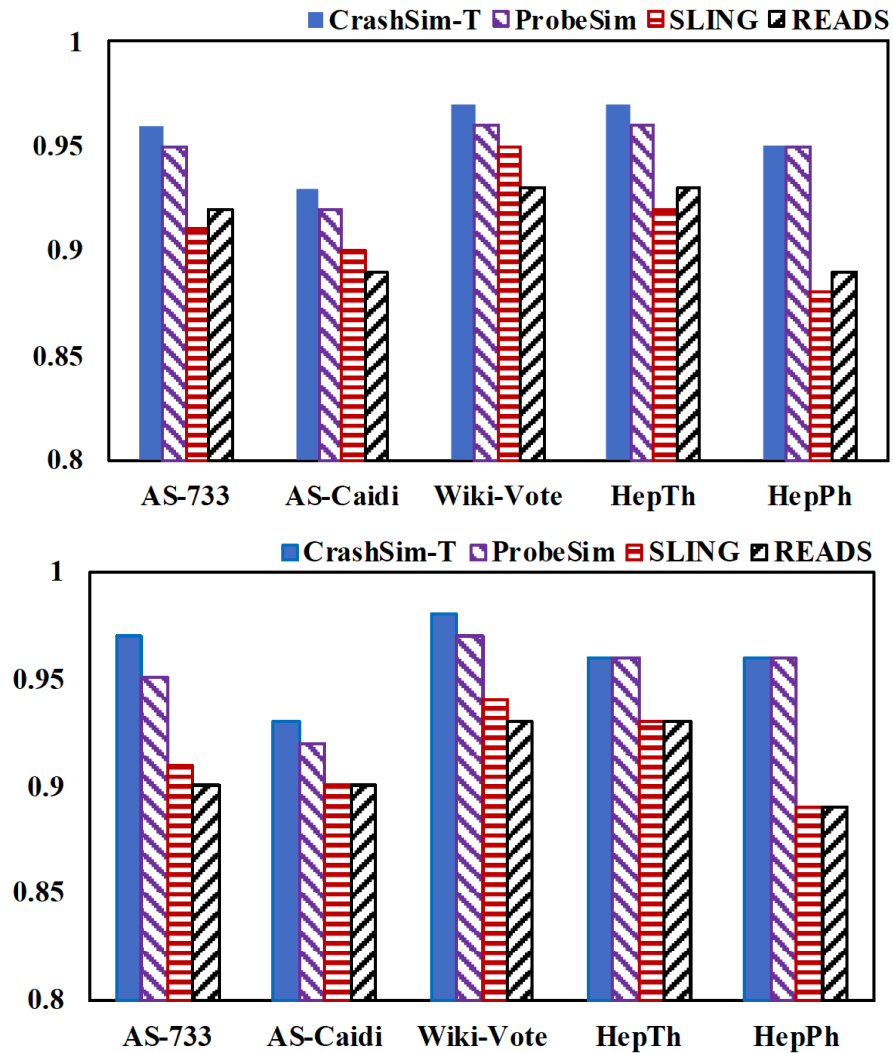 CrashSim-T ProbeSim SLING READS
1
0.95
0.9
0.85
0.8
AS-733 AS-Caidi Wiki-Vote HepTh HepPh
CrashSim-T ProbeSim SLING READS
1
0.95
0.9
0.85
0.8
AS-733 AS-Caidi Wiki-Vote HepTh HepPh